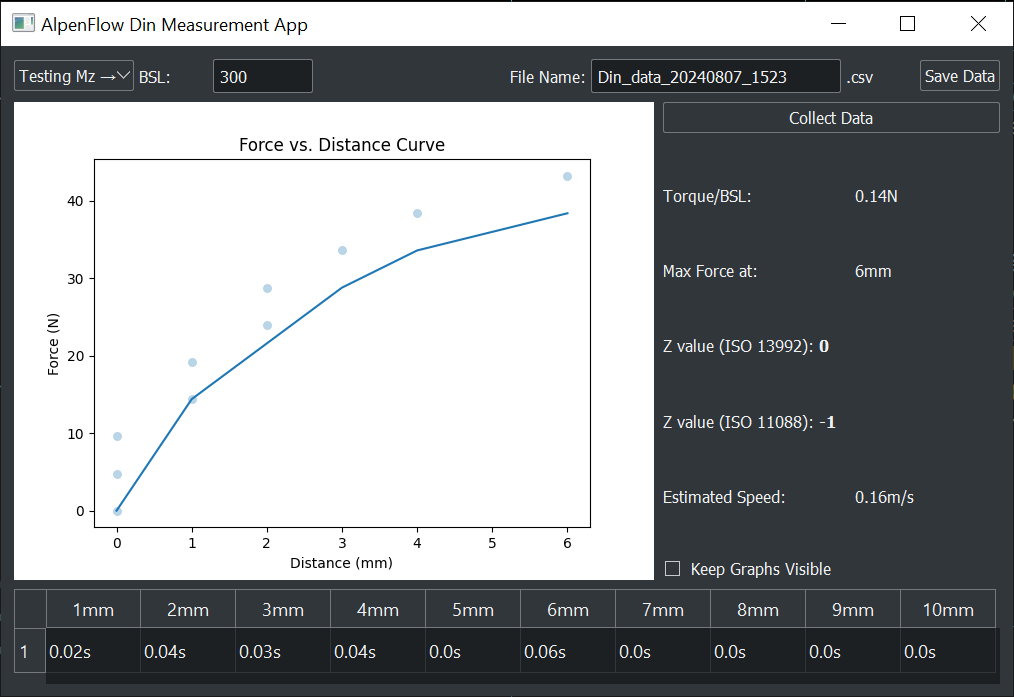 AlpenFlow Din Measurement App
Testing Mz → BSL: 300 File Name: Din_data_20240807_1523 .csv Save Data
Collect Data
Force vs. Distance Curve
Force (N)
40
30
20
10
0
0 1 2 3 4 5 6
Distance (mm)
Torque/BSL: 0.14N
Max Force at: 6mm
Z value (ISO 13992): 0
Z value (ISO 11088): -1
Estimated Speed: 0.16m/s
Keep Graphs Visible
1mm 2mm 3mm 4mm 5mm 6mm 7mm 8mm 9mm 10mm
1 0.02s 0.04s 0.03s 0.04s 0.0s 0.06s 0.0s 0.0s 0.0s 0.0s